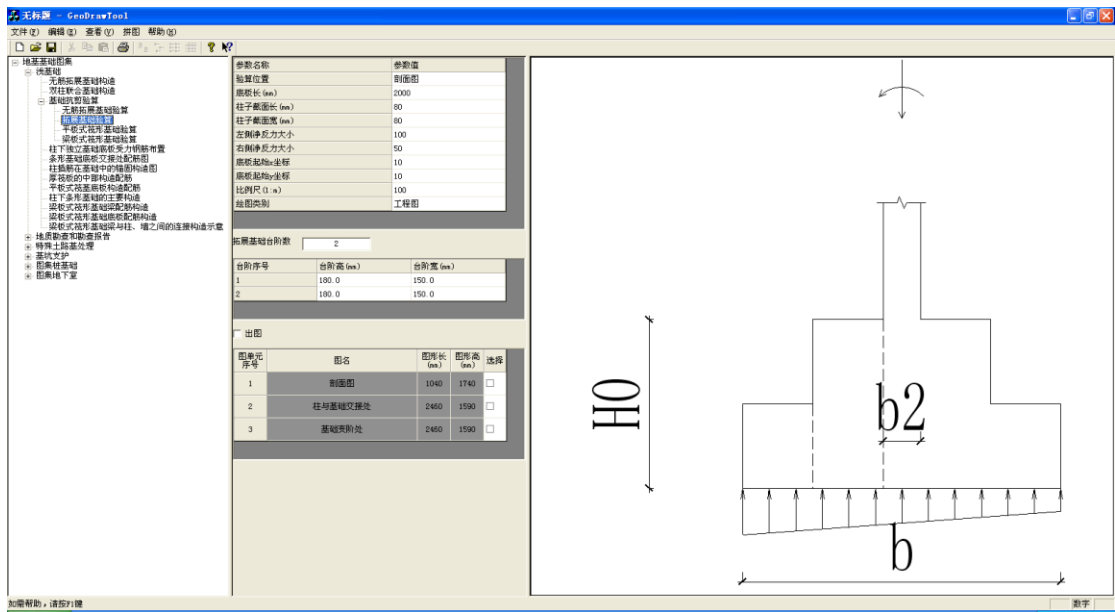 无标题 - GeoDrawTool
文件(F) 编辑(E) 查看(V) 拼图 帮助(H)
地基基础图集
浅基础
无筋拓展基础构造
双柱联合基础构造
基础抗剪验算
无筋拓展基础验算
拓展基础验算
平板式筏形基础验算
梁板式筏形基础验算
柱下独立基础底板受力钢筋布置
条形基础底板交接处配筋图
柱插筋在基础中的锚固构造图
厚筏板的中部构造配筋
平板式筏基底板构造配筋
柱下条形基础的主要构造
梁板式筏形基础梁配筋构造
梁板式筏形基础底板配筋构造
梁板式筏形基础梁与柱、墙之间的连接构造示意
地质勘查和勘查报告
特殊土路基处理
基坑支护
图集桩基础
图集地下室
参数名称 参数值
验算位置 剖面图
底板长(mm) 2000
柱子截面长(mm) 80
柱子截面宽(mm) 80
左侧净反力大小 100
右侧净反力大小 50
底板起始x坐标 10
底板起始y坐标 10
比例尺(1:n) 100
绘图类别 工程图
拓展基础台阶数 2
台阶序号 台阶高(mm) 台阶宽(mm)
1 180.0 150.0
2 180.0 150.0
出图
图单元序号 图名 图形长(mm) 图形高(mm) 选择
1 剖面图 1040 1740
2 柱与基础交接处 2460 1590
3 基础变阶处 2460 1590
H0
b2
b
如需帮助，请按F1键
数字